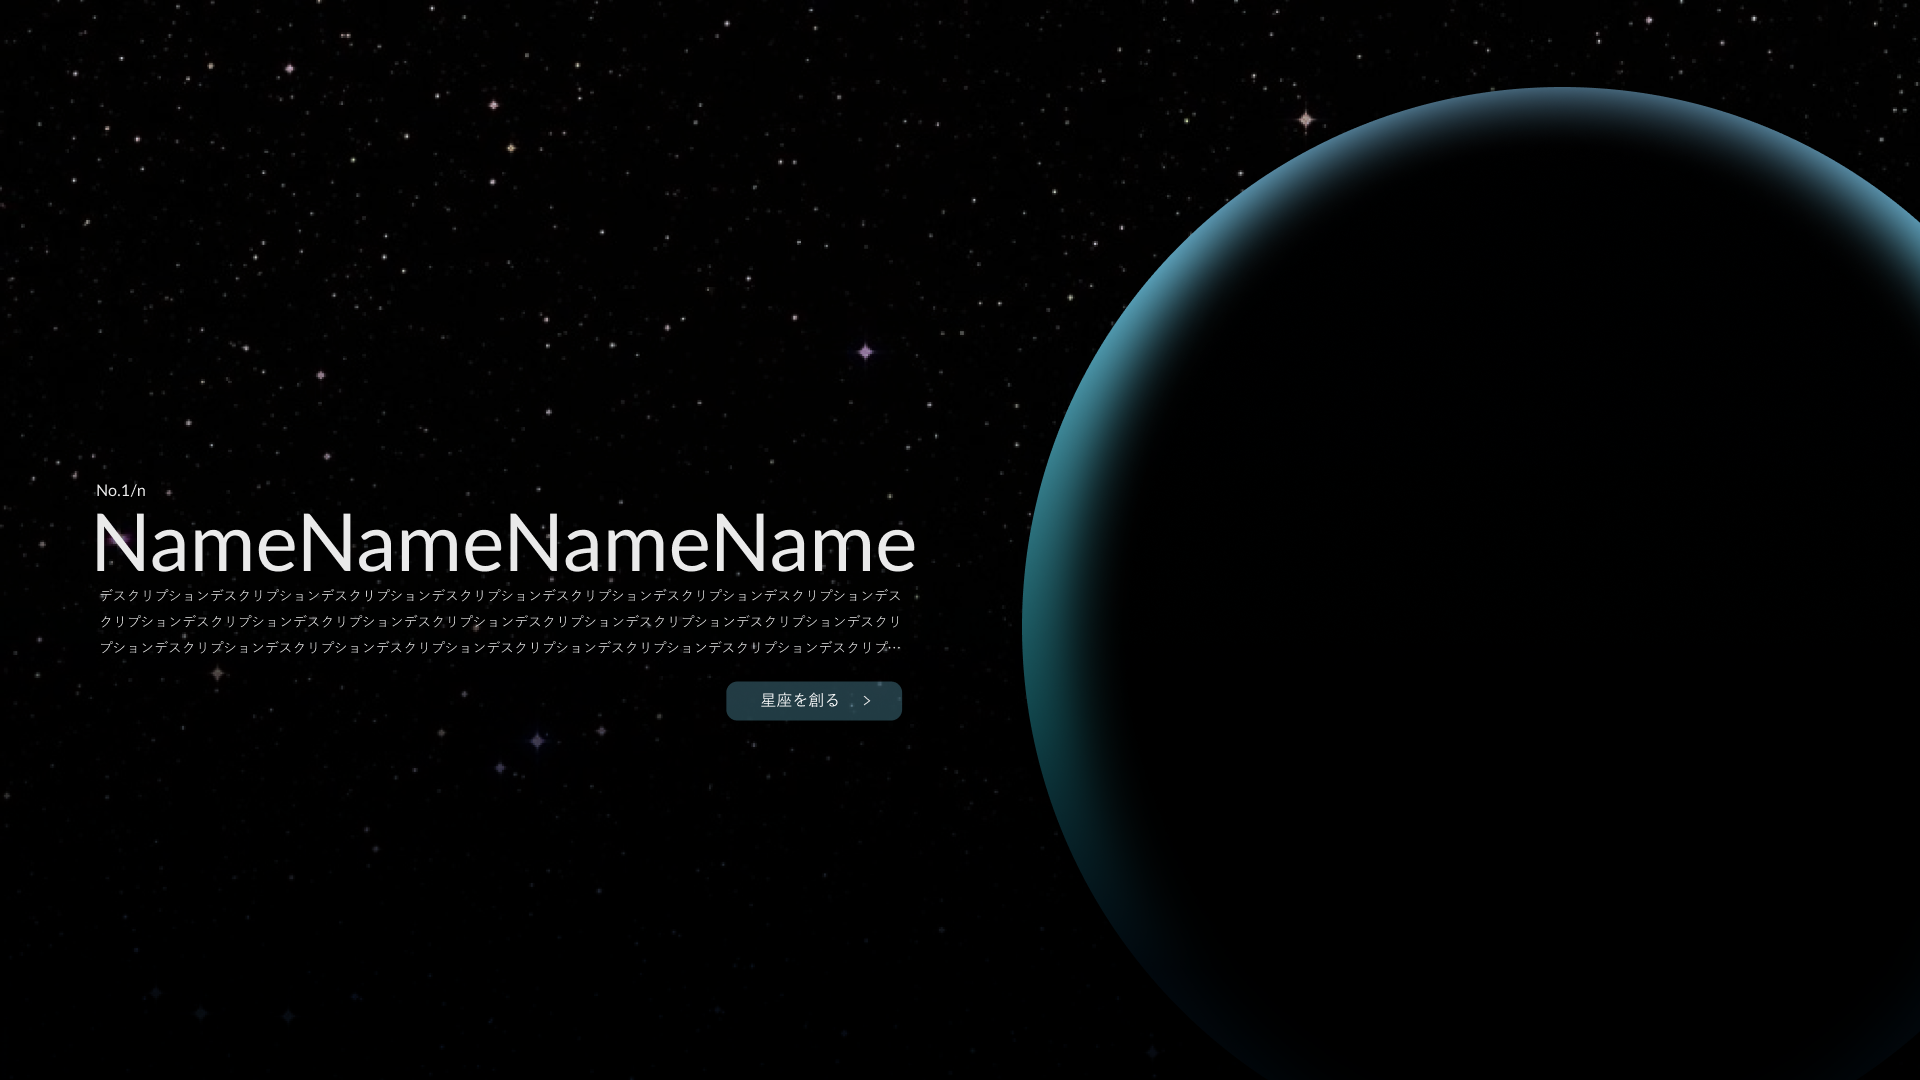 No.1/n
NameNameNameName
デスクリプションデスクリプションデスクリプションデスクリプションデスクリプションデスクリプションデスクリプションデス
クリプションデスクリプションデスクリプションデスクリプションデスクリプションデスクリプションデスクリプションデスクリ
プションデスクリプションデスクリプションデスクリプションデスクリプションデスクリプションデスクリプションデスクリプ…
星座を創る >